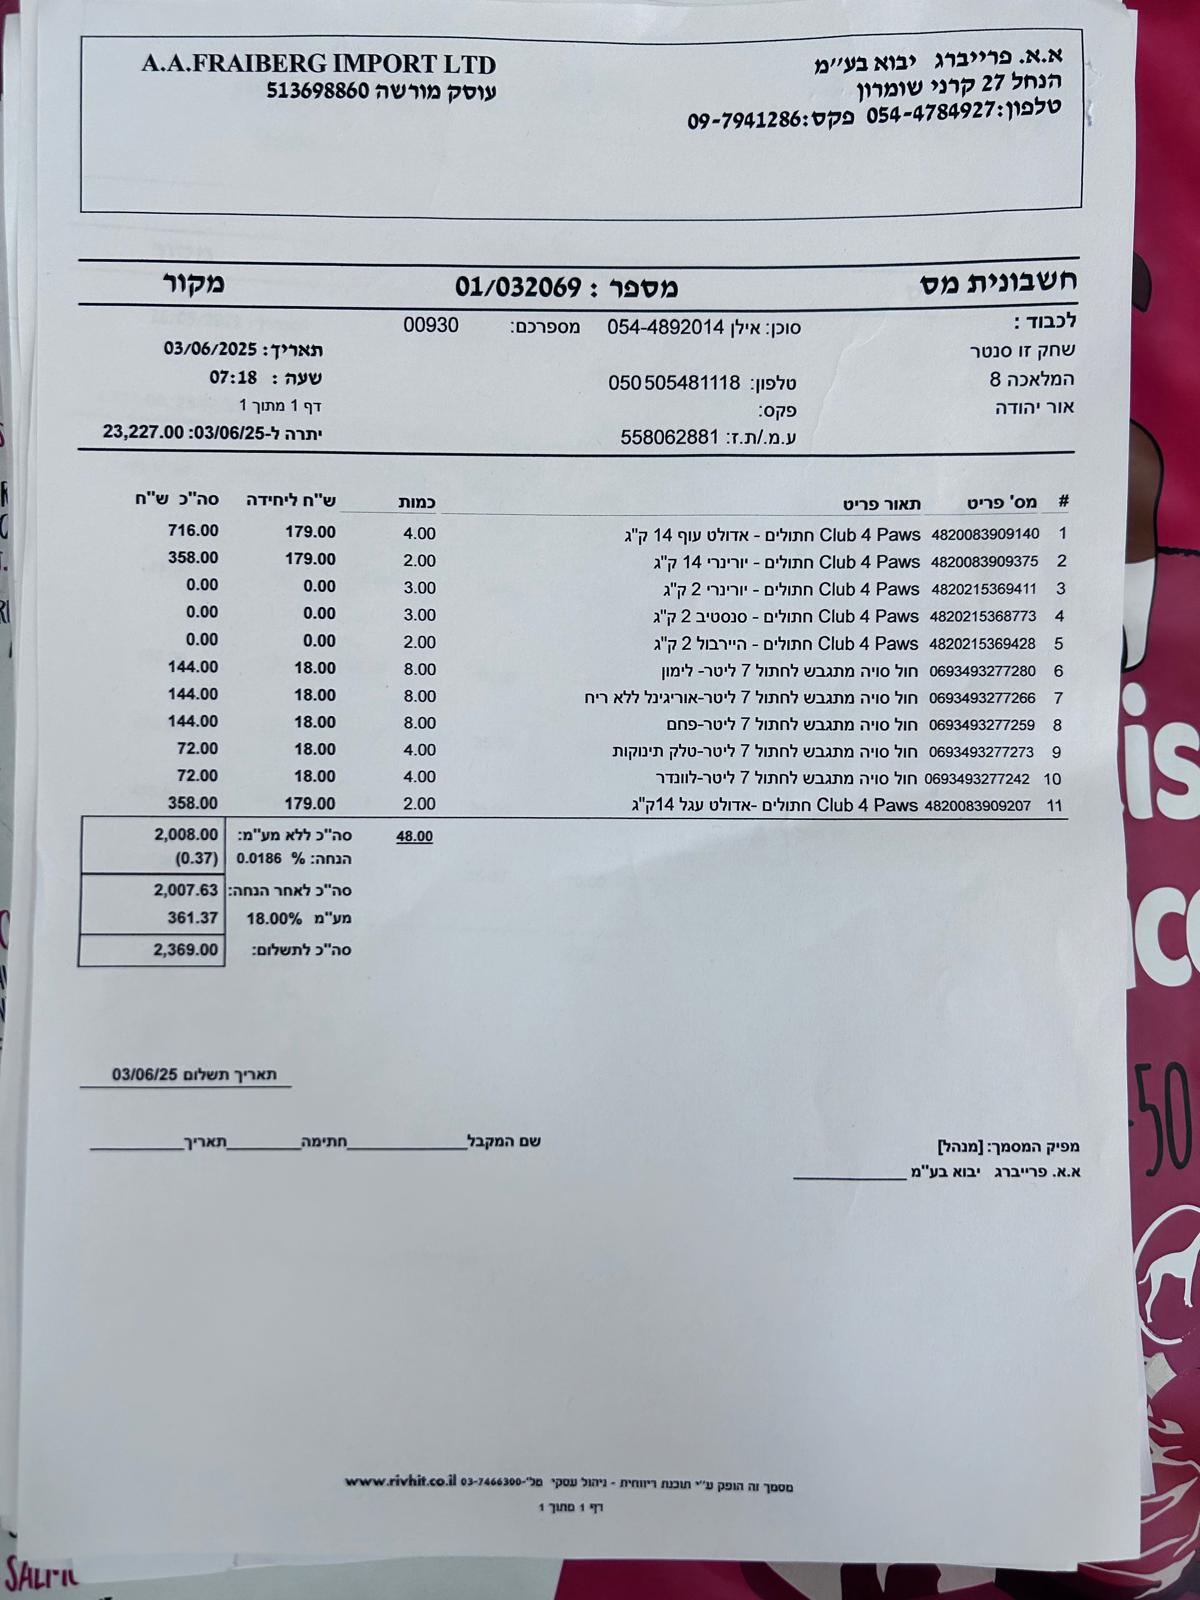 א.א. פרייברג יבוא בע״מ
הנחל 27 קרני שומרון
טלפון:054-4784927 פקס:09-7941286
A.A.FRAIBERG IMPORT LTD
עוסק מורשה 513698860
חשבונית מס מספר : 01/032069 מקור
לכבוד :
שחק זו סנטר
המלאכה 8
אור יהודה
סוכן: אילן 054-4892014 מספרכם: 00930
טלפון: 050505481118
פקס:
ע.מ./ת.ז: 558062881
תאריך: 03/06/2025
שעה : 07:18
דף 1 מתוך 1
יתרה ל-03/06/25: 23,227.00
# מס' פריט תאור פריט כמות ש"ח ליחידה סה"כ ש"ח
1 4820083909140 Club 4 Paws חתולים - אדולט עוף 14 ק"ג 4.00 179.00 716.00
2 4820083909375 Club 4 Paws חתולים - יורינרי 14 ק"ג 2.00 179.00 358.00
3 4820215369411 Club 4 Paws חתולים - יורינרי 2 ק"ג 3.00 0.00 0.00
4 4820215368773 Club 4 Paws חתולים - סנסטיב 2 ק"ג 3.00 0.00 0.00
5 4820215369428 Club 4 Paws חתולים - היירבול 2 ק"ג 2.00 0.00 0.00
6 0693493277280 חול סויה מתגבש לחתול 7 ליטר- לימון 8.00 18.00 144.00
7 0693493277266 חול סויה מתגבש לחתול 7 ליטר-אוריגינל ללא ריח 8.00 18.00 144.00
8 0693493277259 חול סויה מתגבש לחתול 7 ליטר-פחם 8.00 18.00 144.00
9 0693493277273 חול סויה מתגבש לחתול 7 ליטר-טלק תינוקות 4.00 18.00 72.00
10 0693493277242 חול סויה מתגבש לחתול 7 ליטר-לוונדר 4.00 18.00 72.00
11 4820083909207 Club 4 Paws חתולים -אדולט עגל 14ק"ג 2.00 179.00 358.00
48.00 סה"כ ללא מע"מ: 2,008.00
הנחה: % 0.0186 (0.37)
סה"כ לאחר הנחה: 2,007.63
מע"מ 18.00% 361.37
סה"כ לתשלום: 2,369.00
תאריך תשלום 03/06/25
שם המקבל חתימה תאריך
מפיק המסמך: [מנהל]
א.א. פרייברג יבוא בע"מ
מסמך זה הופק ע"י תוכנת ריווחית - ניהול עסקי טל'-03-7466300 www.rivhit.co.il
דף 1 מתוך 1
is
-50